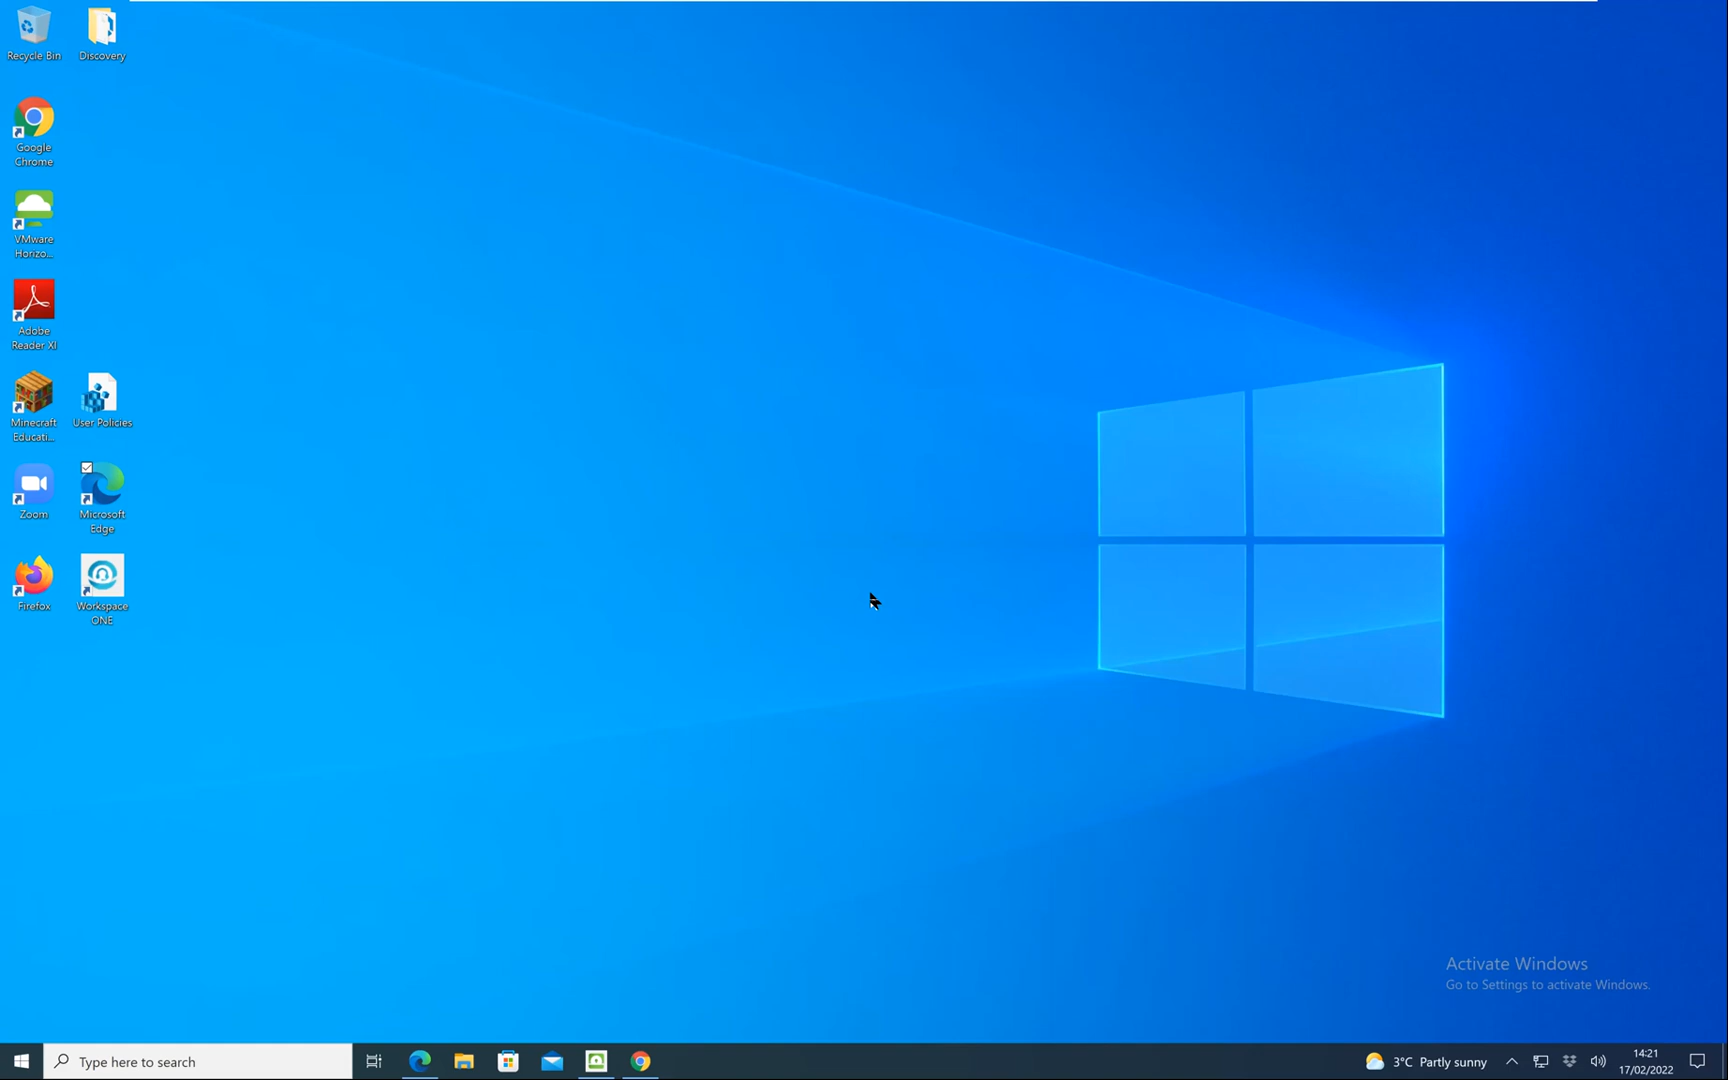 Recycle Bin
Discovery
Google
Chrome
VMware
Horizo...
Adobe
Reader XI
Minecraft
Educati...
User Policies
Zoom
Microsoft
Edge
Firefox
Workspace
ONE
Activate Windows
Go to Settings to activate Windows.
Type here to search
3°C Partly sunny
14:21
17/02/2022